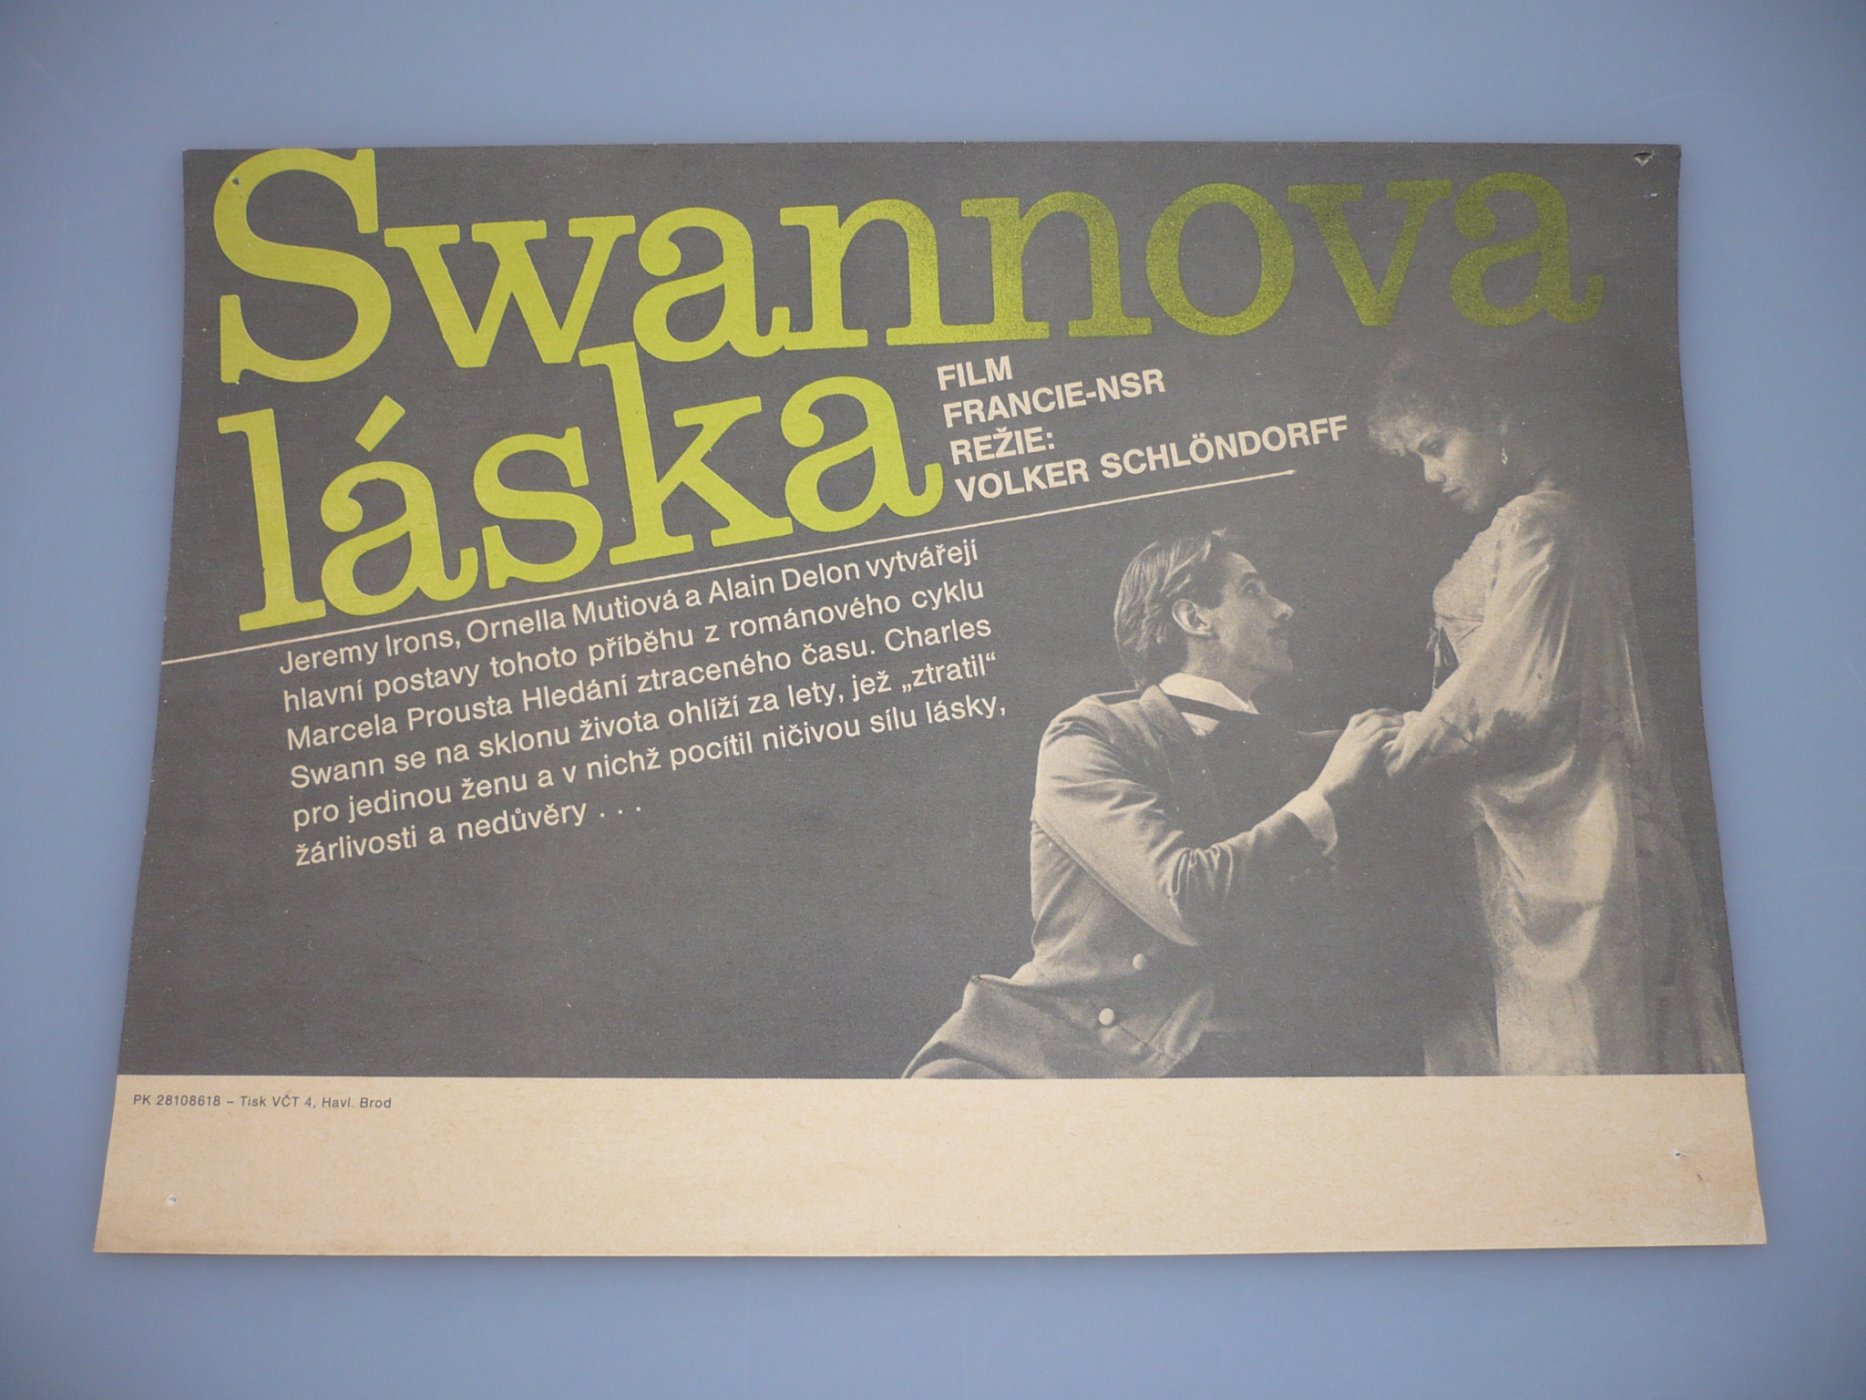 Swannova
láska
FILM
FRANCIE-NSR
REŽIE:
VOLKER SCHLÖNDORFF
Jeremy Irons, Ornella Mutiová a Alain Delon vytvářejí
hlavní postavy tohoto příběhu z románového cyklu
Marcela Prousta Hledání ztraceného času. Charles
Swann se na sklonu života ohlíží za lety, jež „ztratil“
pro jedinou ženu a v nichž pocítil ničivou sílu lásky,
žárlivosti a nedůvěry . . .
PK 28108618 – Tisk VČT 4, Havl. Brod